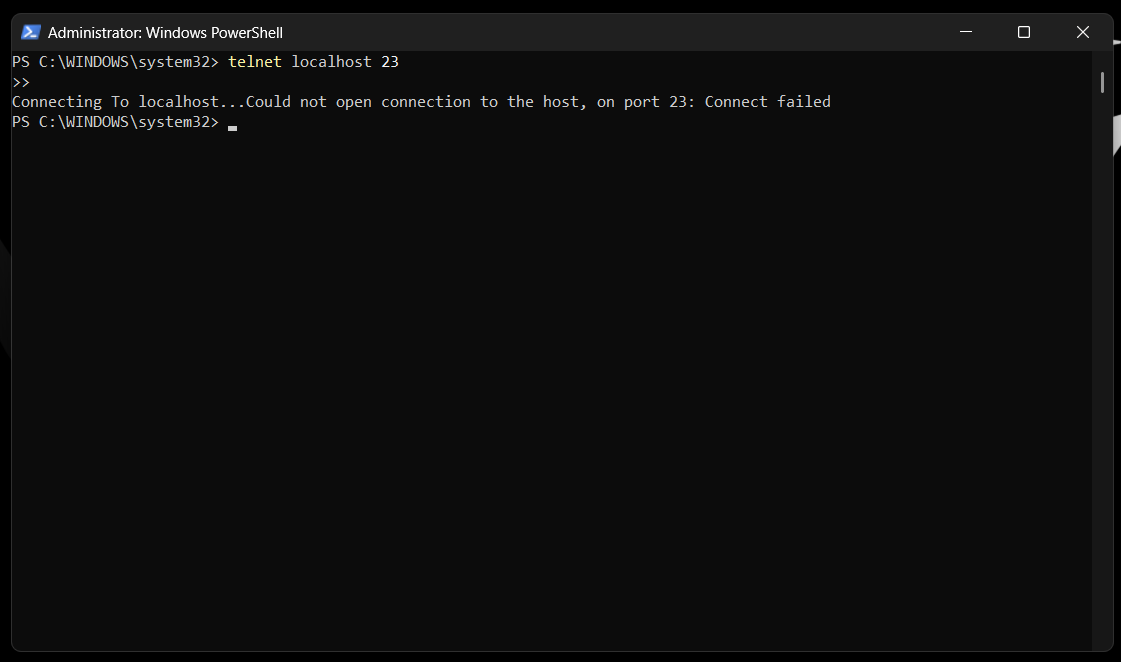 Administrator: Windows PowerShell
PS C:\WINDOWS\system32> telnet localhost 23
>>
Connecting To localhost...Could not open connection to the host, on port 23: Connect failed
PS C:\WINDOWS\system32>